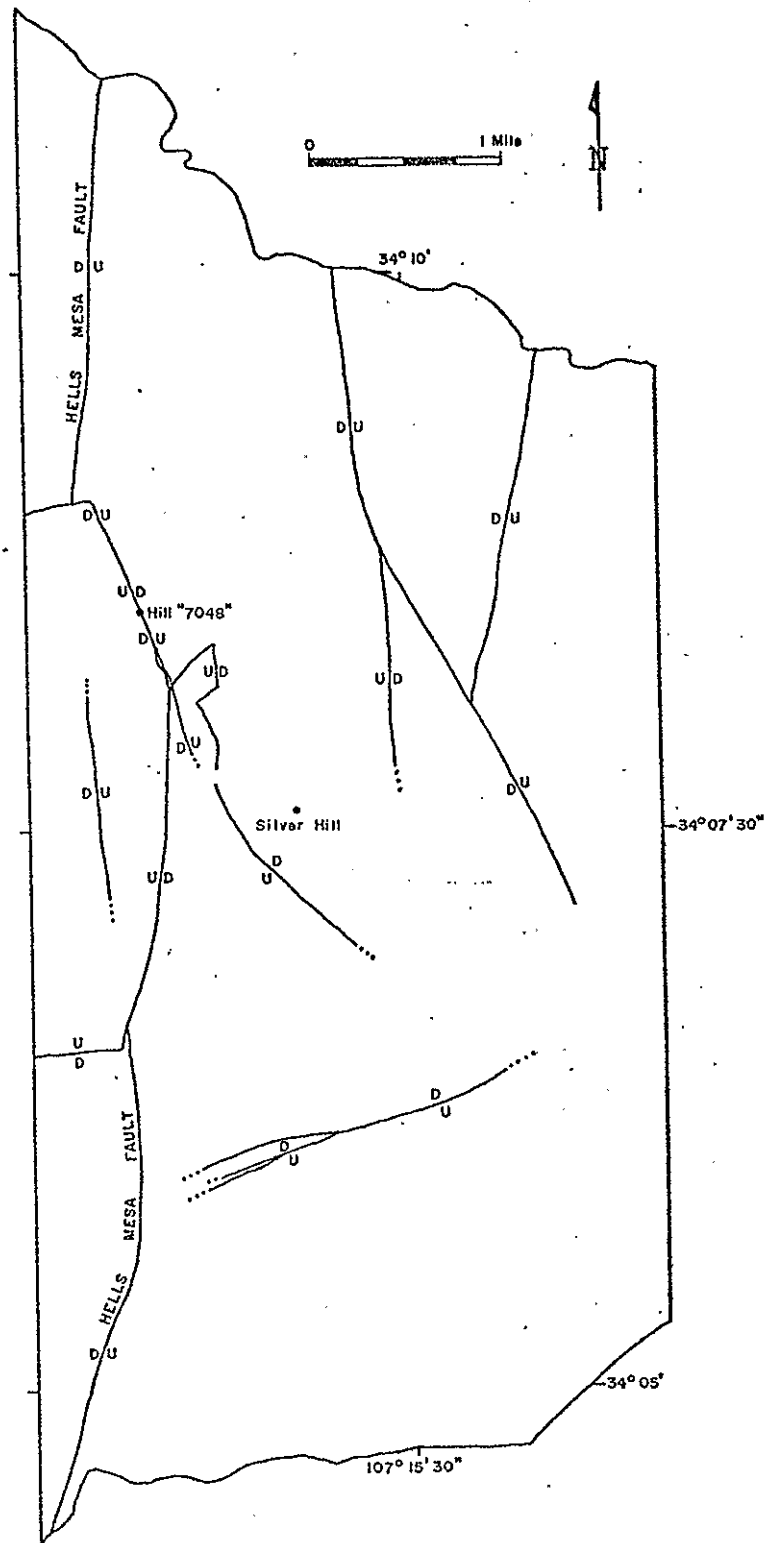 0 1 Mile
N
HELLS MESA FAULT
D U
34° 10'
D U
D U
D U
U D
Hill "7048"
D U
U D
U D
D U
D U
D U
Silver Hill
34° 07' 30"
U D
D
U
U
D
D
U
D
U
HELLS MESA FAULT
D U
34° 05'
107° 15' 30"